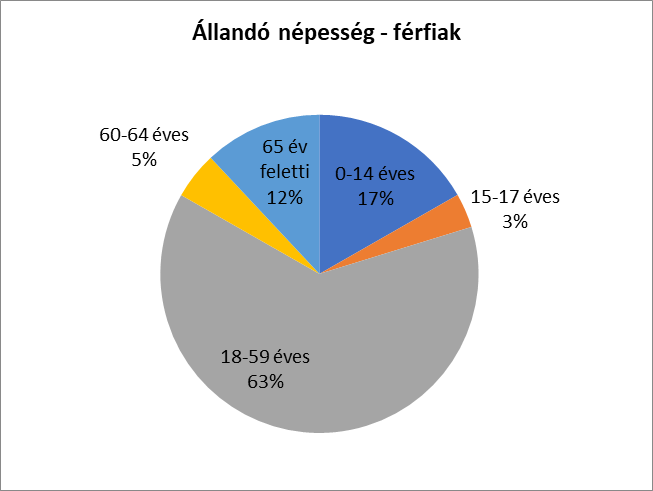 Állandó népesség - férfiak
60-64 éves
5%
65 év
feletti
12%
0-14 éves
17%
15-17 éves
3%
18-59 éves
63%